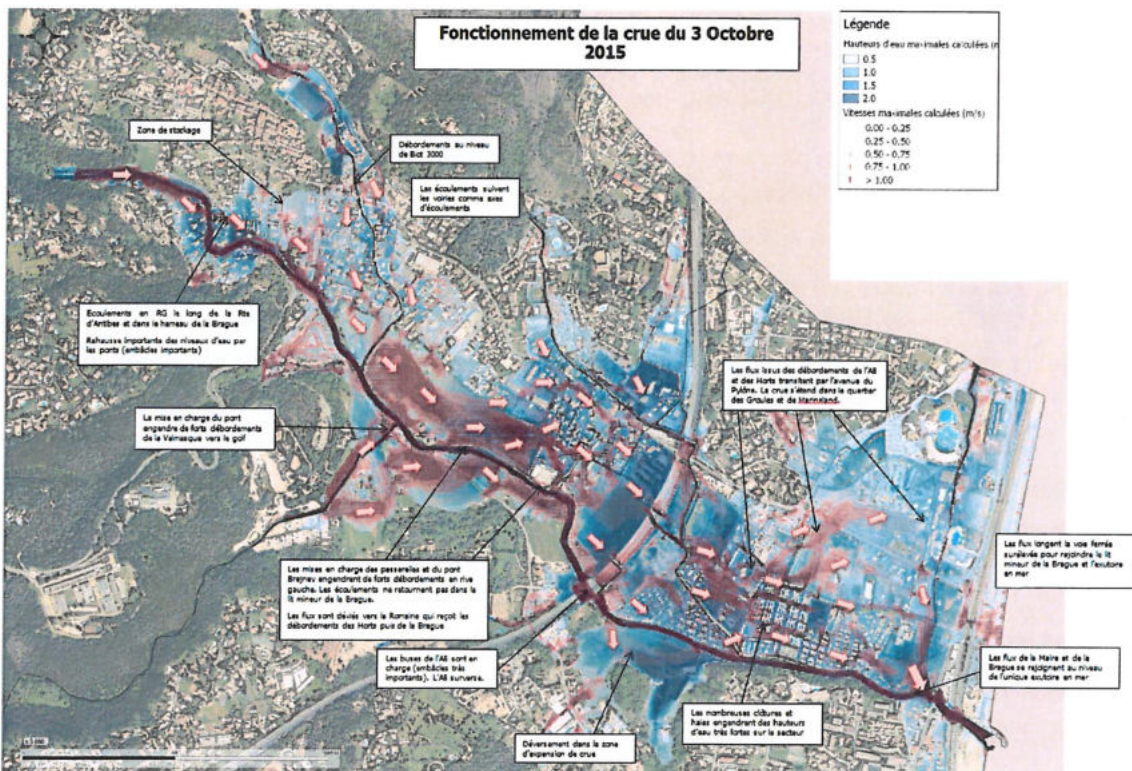 Fonctionnement de la crue du 3 Octobre
2015
Légende
Hauteurs d'eau maximales calculées (m
0.5
1.0
1.5
2.0
Vitesses maximales calculées (m/s)
0.00 - 0.25
0.25 - 0.50
0.50 - 0.75
0.75 - 1.00
> 1.00
Zone de stockage
Débordements au niveau
de Biot 3000
Les écoulements suivent
les voiries comme axes
d'écoulements
Ecoulements en RG le long de la Rte
d'Antibes et dans le hameau de la Brague
Rehausse importantes des niveaux d'eau par
les ponts (embâcles importants)
Les flux issus des débordements de l'A8
et des Horts transitent par l'avenue du
Pylône. La crue s'étend dans le quartier
des Groules et de Marineland.
La mise en charge du pont
engendre de forts débordements
de la Valmasque vers le golf
Les mises en charge des passerelles et du pont
Brejnev engendrent de forts débordements en rive
gauche. Les écoulements ne retournent pas dans le
lit mineur de la Brague.
Les flux sont déviés vers la Romaine qui reçoit les
débordements des Horts puis de la Brague
Les flux longent la voie ferrée
surélevée pour rejoindre le lit
mineur de la Brague et l'exutoire
en mer
Les buses de l'A8 sont en
charge (embâcles très
importants). L'A8 surverse.
Les flux de la Maire et de la
Brague se rejoignent au niveau
de l'unique exutoire en mer
Les nombreuses clôtures et
haies engendrent des hauteurs
d'eau très fortes sur le secteur
Déversement dans la zone
d'expansion de crue